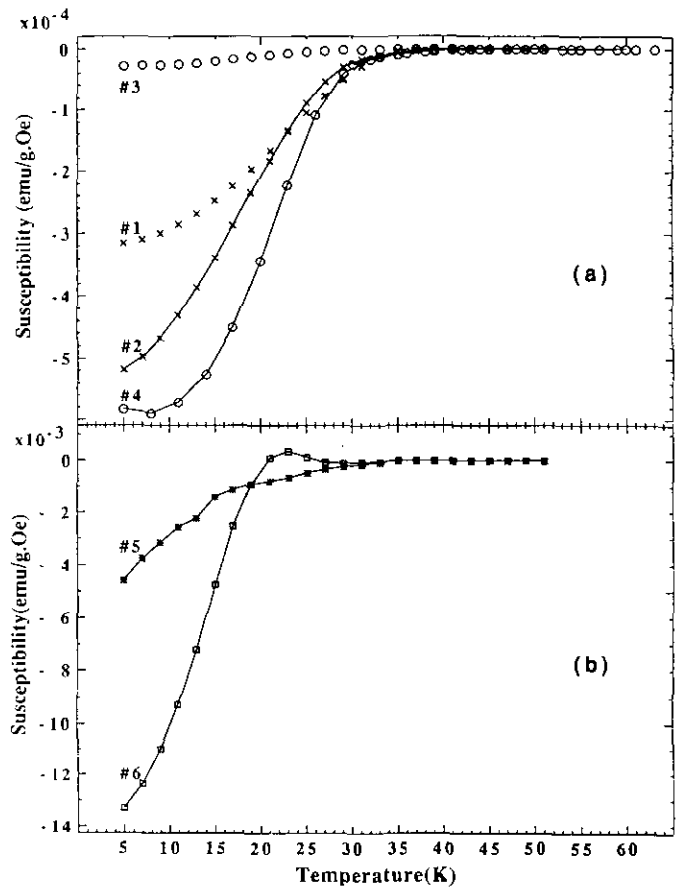 x10⁻⁴
0
#3
- 1
- 2
#1
- 3
- 4
#2
- 5
#4
Susceptibility (emu/g.Oe)
(a)
x10⁻³
0
- 2
#5
- 4
- 6
- 8
- 10
#6
- 12
- 14
Susceptibility(emu/g.Oe)
(b)
5 10 15 20 25 30 35 40 45 50 55 60
Temperature(K)